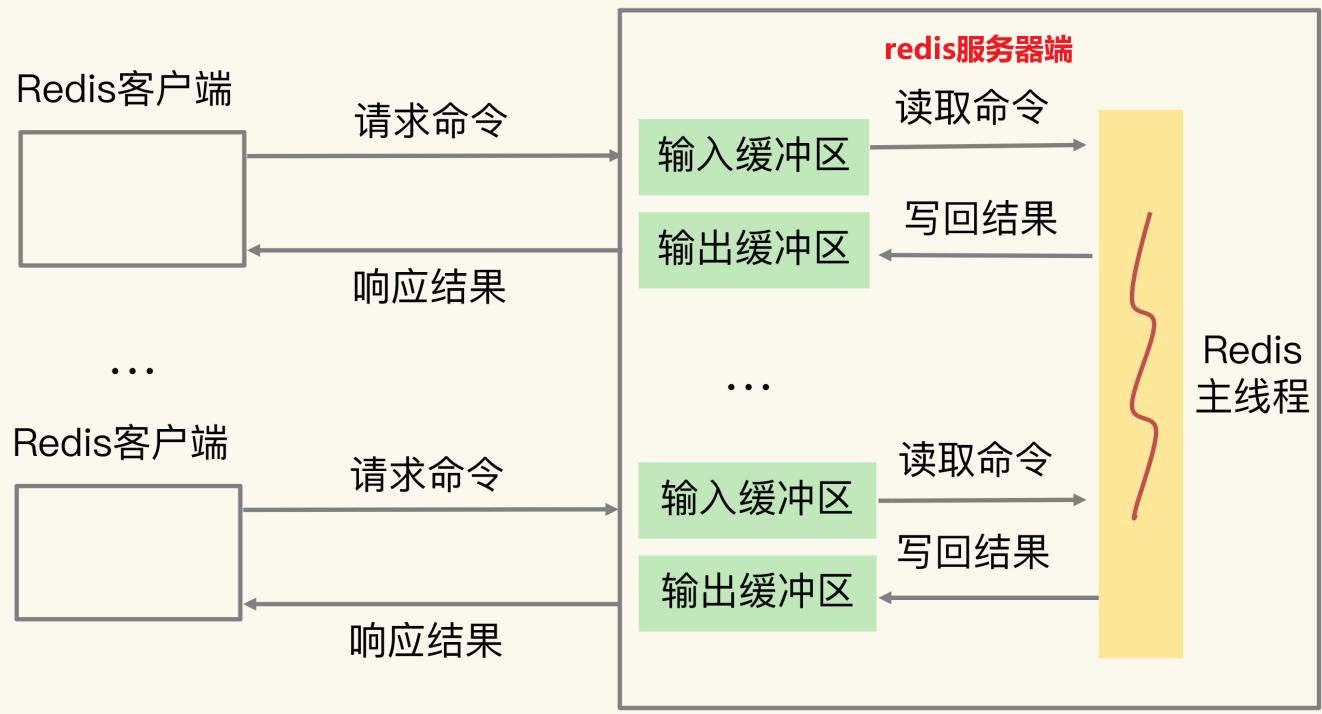 redis服务器端
Redis客户端
请求命令
输入缓冲区
读取命令
输出缓冲区
写回结果
响应结果
...
...
Redis
主线程
Redis客户端
请求命令
输入缓冲区
读取命令
输出缓冲区
写回结果
响应结果